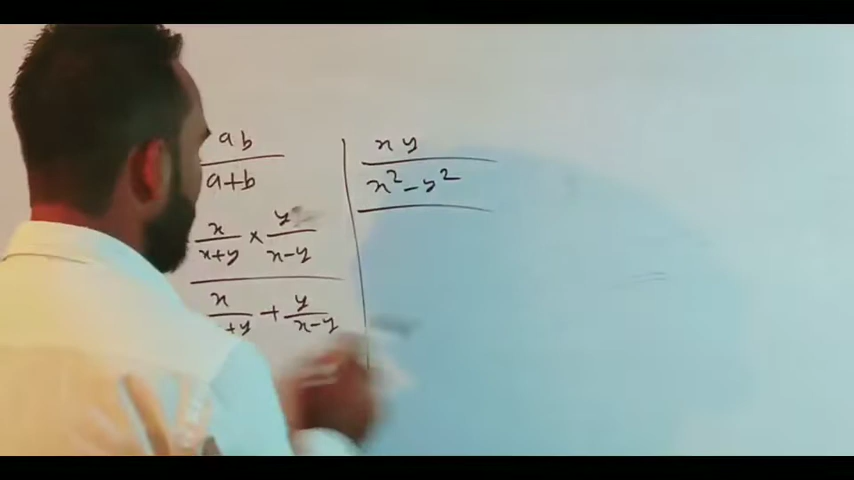 ab
a+b
x/x+y × y/x-y
x/+y + y/x-y
xy
x²-y²